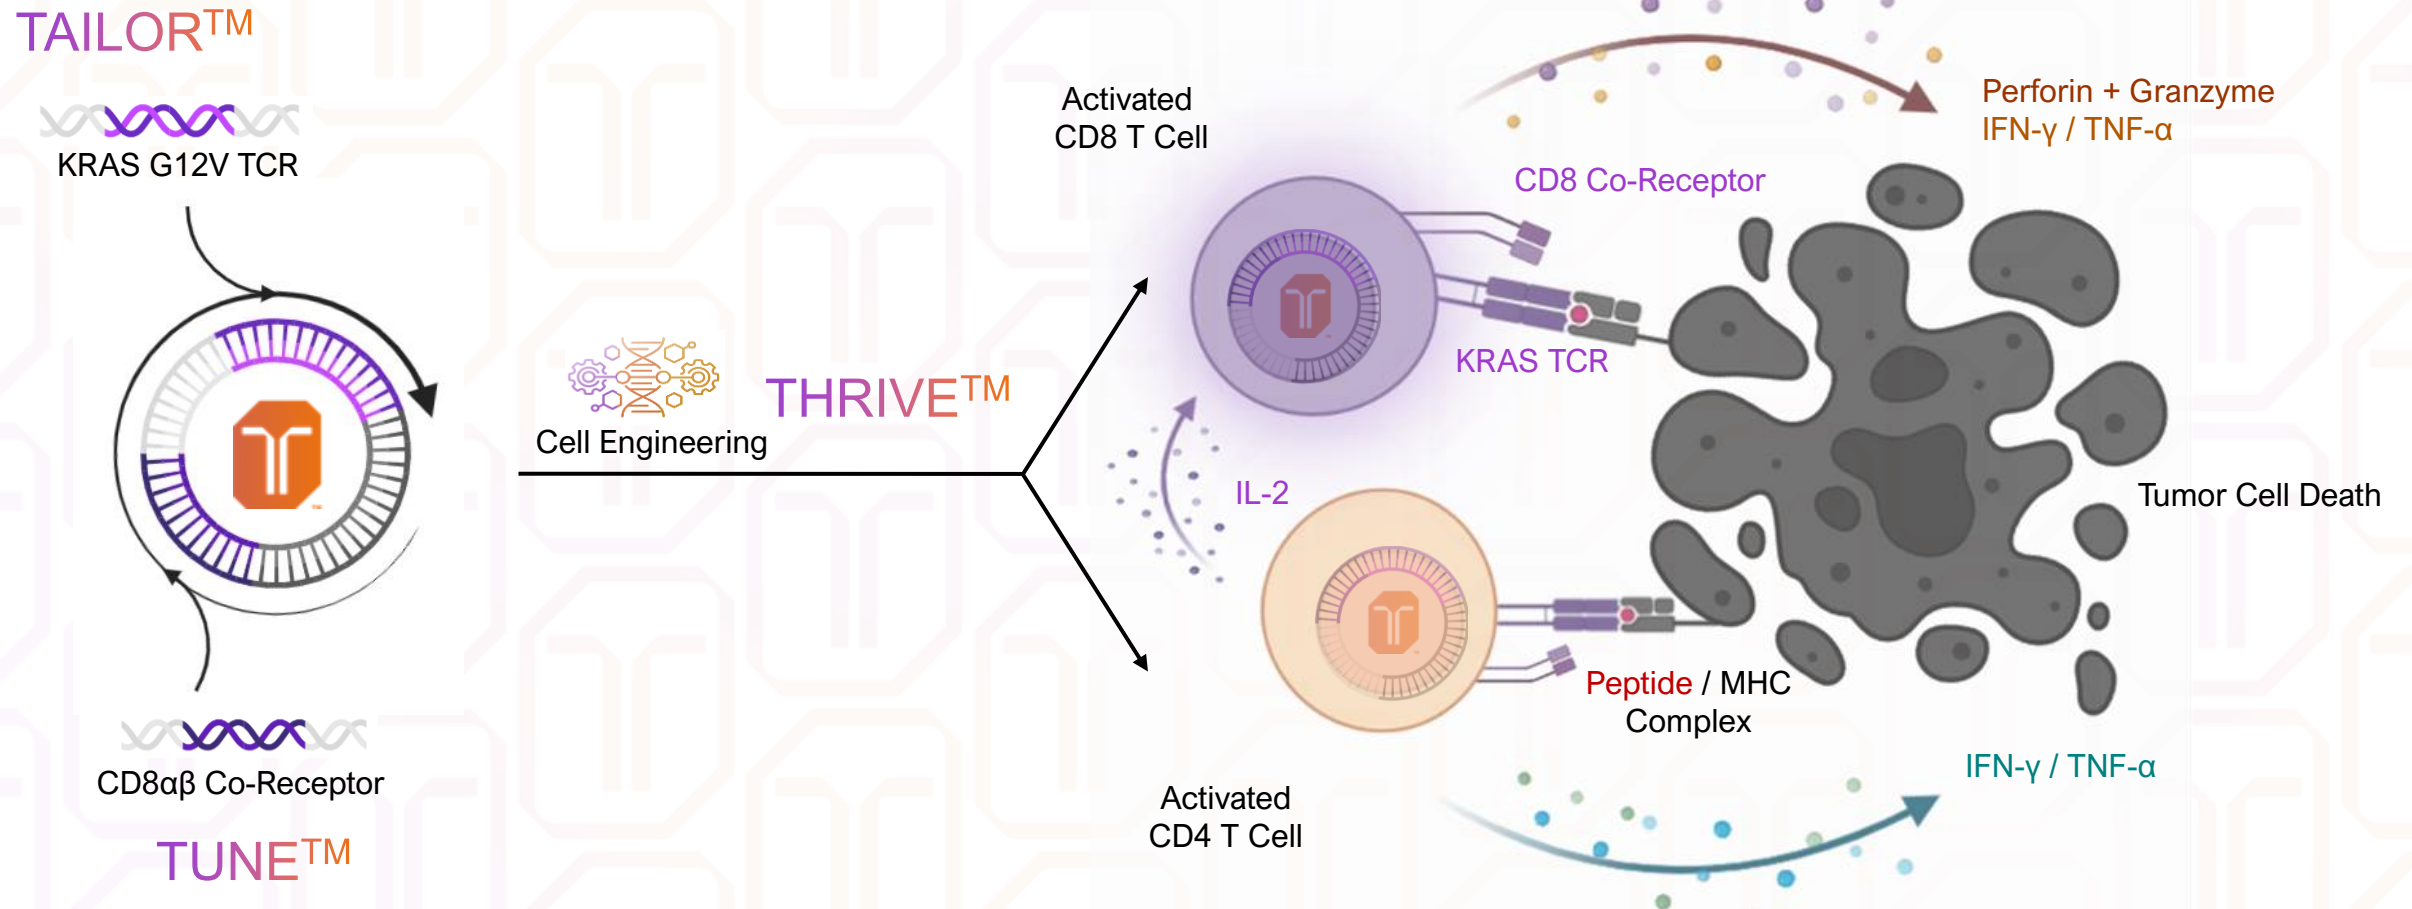 TAILOR™
KRAS G12V TCR
CD8αβ Co-Receptor
TUNE™
Cell Engineering
THRIVE™
Activated
CD8 T Cell
CD8 Co-Receptor
KRAS TCR
IL-2
Perforin + Granzyme
IFN-γ / TNF-α
Tumor Cell Death
Peptide / MHC
Complex
Activated
CD4 T Cell
IFN-γ / TNF-α